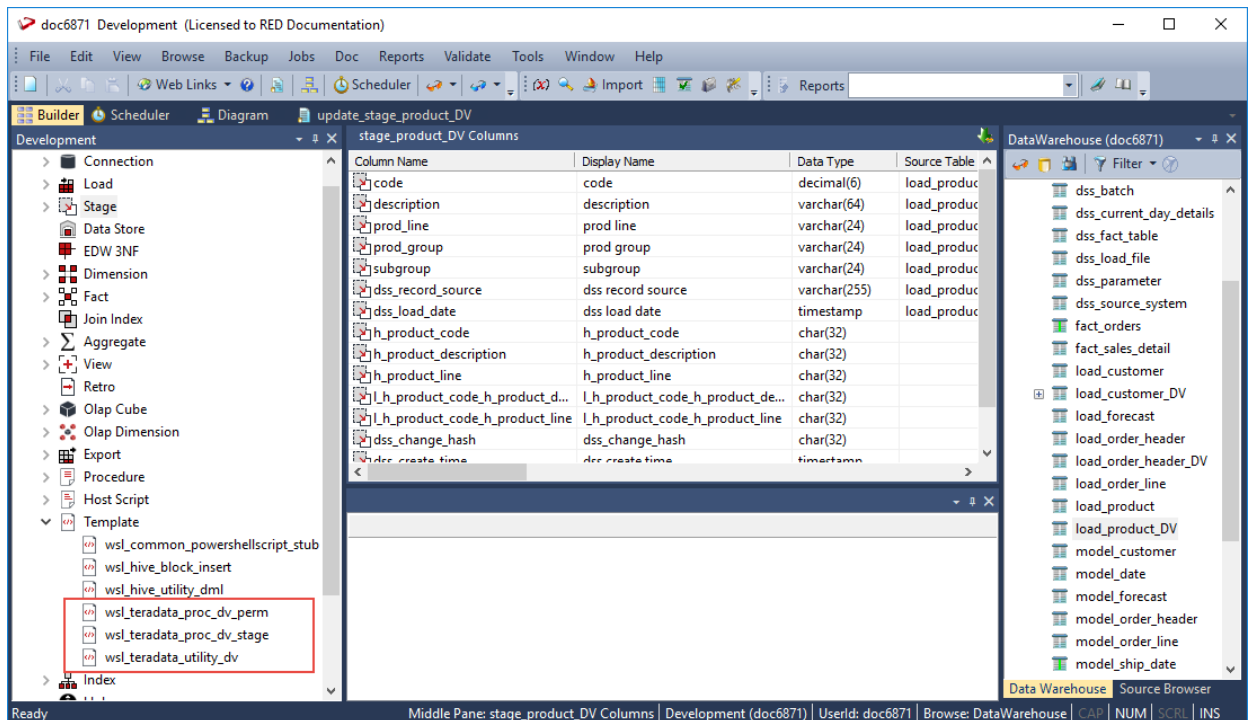 doc6871 Development (Licensed to RED Documentation)
File Edit View Browse Backup Jobs Doc Reports Validate Tools Window Help
Web Links Scheduler Import Reports
Builder Scheduler Diagram update_stage_product_DV
Development
Connection
Load
Stage
Data Store
EDW 3NF
Dimension
Fact
Join Index
Aggregate
View
Retro
Olap Cube
Olap Dimension
Export
Procedure
Host Script
Template
wsl_common_powershellscript_stub
wsl_hive_block_insert
wsl_hive_utility_dml
wsl_teradata_proc_dv_perm
wsl_teradata_proc_dv_stage
wsl_teradata_utility_dv
Index
stage_product_DV Columns
Column Name Display Name Data Type Source Table
code code decimal(6) load_produc
description description varchar(64) load_produc
prod_line prod line varchar(24) load_produc
prod_group prod group varchar(24) load_produc
subgroup subgroup varchar(24) load_produc
dss_record_source dss record source varchar(255) load_produc
dss_load_date dss load date timestamp load_produc
h_product_code h_product_code char(32)
h_product_description h_product_description char(32)
h_product_line h_product_line char(32)
l_h_product_code_h_product_d... l_h_product_code_h_product_de... char(32)
l_h_product_code_h_product_line l_h_product_code_h_product_line char(32)
dss_change_hash dss_change_hash char(32)
dss_create_time dss create time timestamp
DataWarehouse (doc6871)
Filter
dss_batch
dss_current_day_details
dss_fact_table
dss_load_file
dss_parameter
dss_source_system
fact_orders
fact_sales_detail
load_customer
load_customer_DV
load_forecast
load_order_header
load_order_header_DV
load_order_line
load_product
load_product_DV
model_customer
model_date
model_forecast
model_order_header
model_order_line
model_ship_date
Data Warehouse Source Browser
Ready Middle Pane: stage_product_DV Columns Development (doc6871) UserId: doc6871 Browse: DataWarehouse CAP NUM SCRL INS